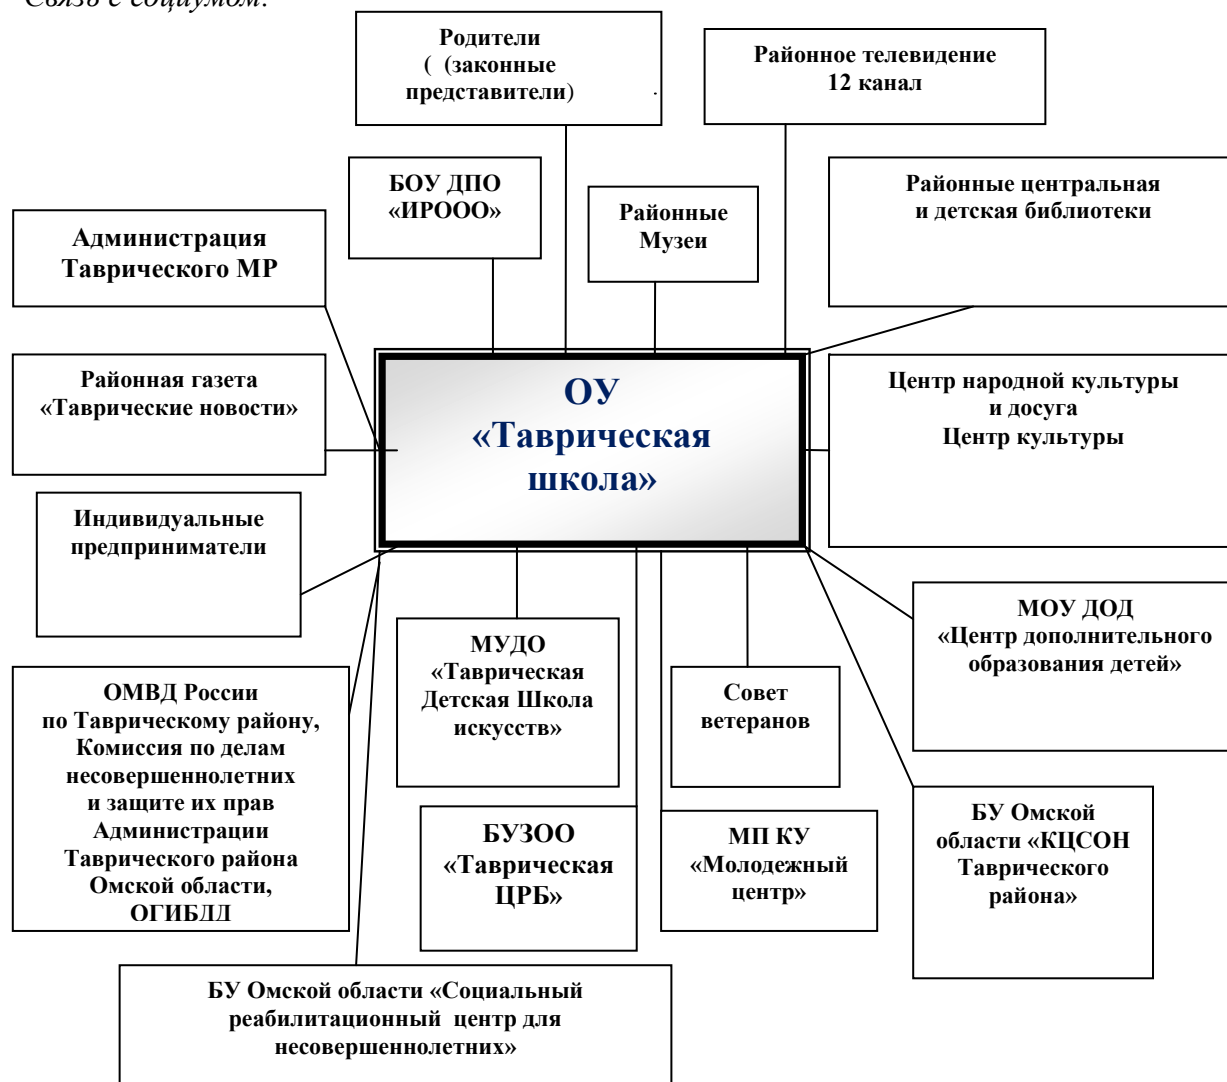 Связь с социумом:
Родители
( (законные
представители)
Районное телевидение
12 канал
БОУ ДПО
«ИРООО»
Районные
Музеи
Районные центральная
и детская библиотеки
Администрация
Таврического МР
Районная газета
«Таврические новости»
ОУ
«Таврическая
школа»
Центр народной культуры
и досуга
Центр культуры
Индивидуальные
предприниматели
МОУ ДОД
«Центр дополнительного
образования детей»
МУДО
«Таврическая
Детская Школа
искусств»
Совет
ветеранов
ОМВД России
по Таврическому району,
Комиссия по делам
несовершеннолетних
и защите их прав
Администрации
Таврического района
Омской области,
ОГИБДД
БУЗОО
«Таврическая
ЦРБ»
МП КУ
«Молодежный
центр»
БУ Омской
области «КЦСОН
Таврического
района»
БУ Омской области «Социальный
реабилитационный центр для
несовершеннолетних»